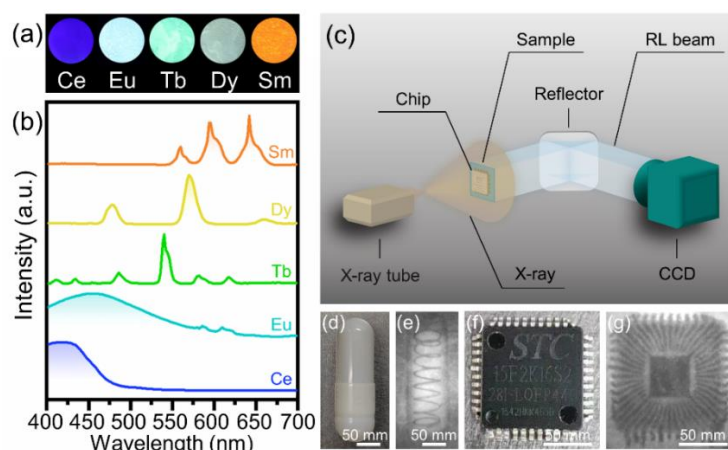 (a)
Ce Eu Tb Dy Sm
(b)
Intensity (a.u.)
Sm
Dy
Tb
Eu
Ce
400 450 500 550 600 650 700
Wavelength (nm)
(c)
Sample
RL beam
Chip
Reflector
X-ray tube
X-ray
CCD
(d)
50 mm
(e)
50 mm
(f)
STC
15F2K16S2
28I-LQFP44
50 mm
(g)
50 mm